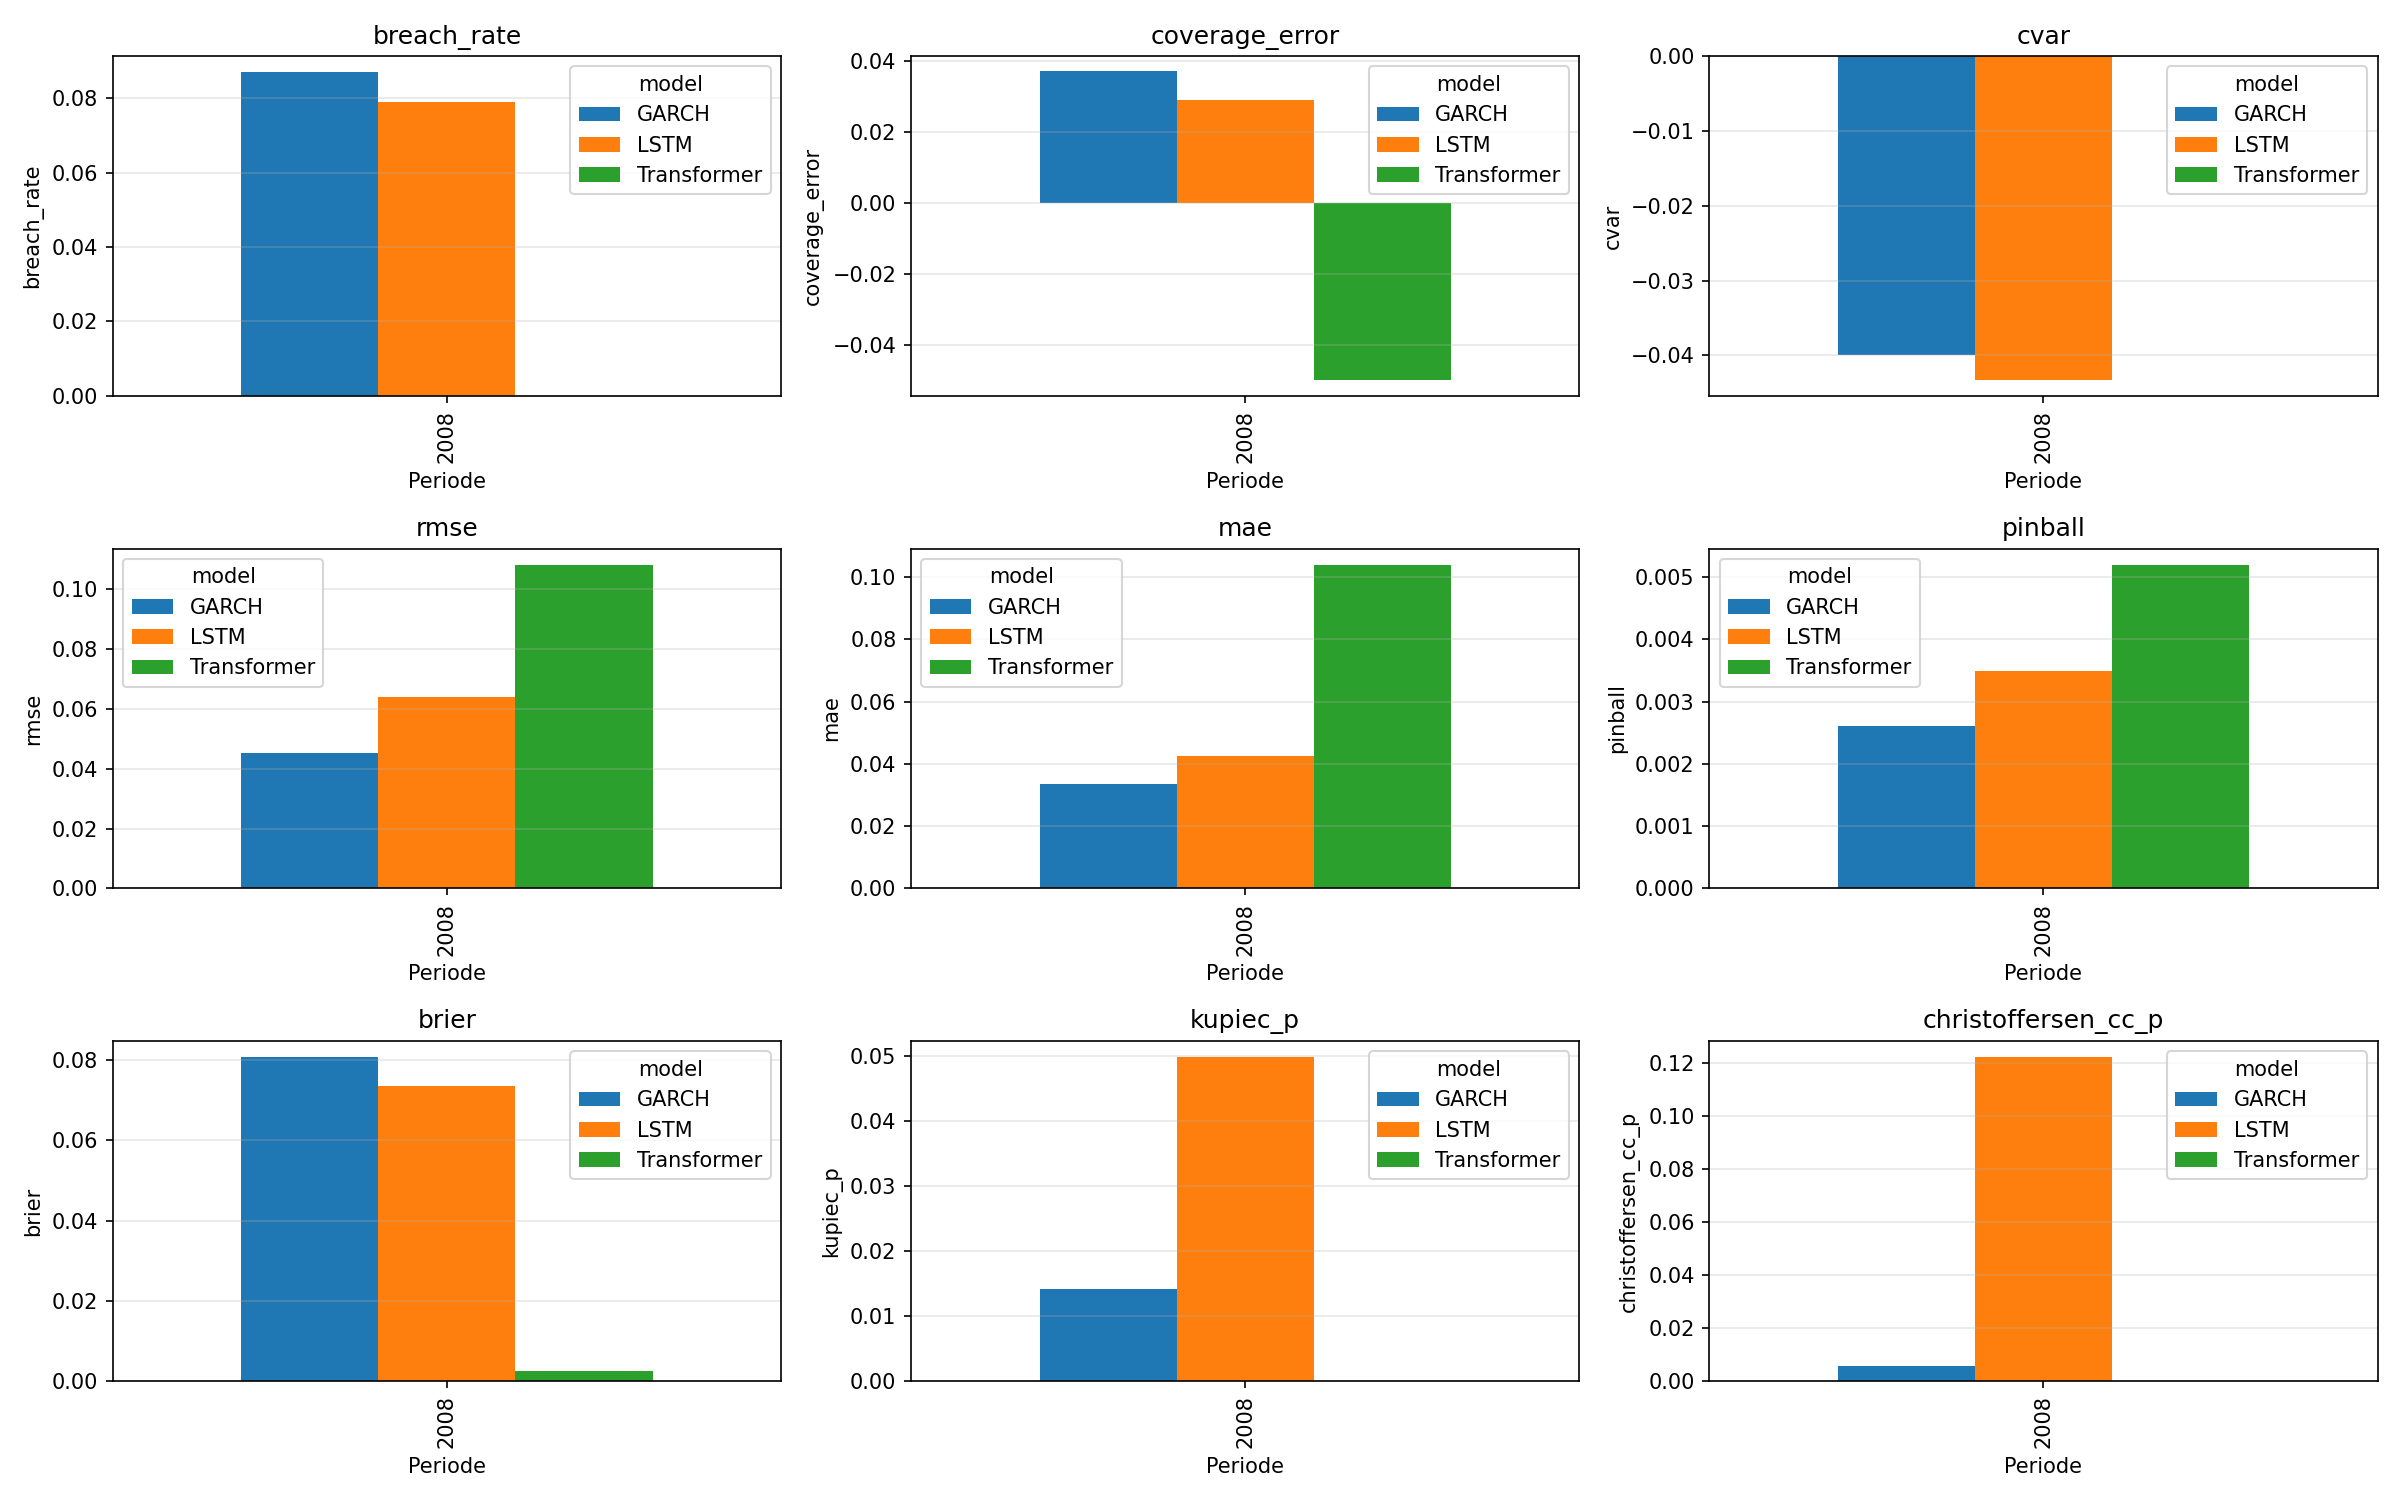 breach_rate
breach_rate
0.08
0.06
0.04
0.02
0.00
model
GARCH
LSTM
Transformer
2008
Periode
coverage_error
coverage_error
0.04
0.02
0.00
−0.02
−0.04
model
GARCH
LSTM
Transformer
2008
Periode
cvar
cvar
0.00
−0.01
−0.02
−0.03
−0.04
model
GARCH
LSTM
Transformer
2008
Periode
rmse
rmse
0.10
0.08
0.06
0.04
0.02
0.00
model
GARCH
LSTM
Transformer
2008
Periode
mae
mae
0.10
0.08
0.06
0.04
0.02
0.00
model
GARCH
LSTM
Transformer
2008
Periode
pinball
pinball
0.005
0.004
0.003
0.002
0.001
0.000
model
GARCH
LSTM
Transformer
2008
Periode
brier
brier
0.08
0.06
0.04
0.02
0.00
model
GARCH
LSTM
Transformer
2008
Periode
kupiec_p
kupiec_p
0.05
0.04
0.03
0.02
0.01
0.00
model
GARCH
LSTM
Transformer
2008
Periode
christoffersen_cc_p
christoffersen_cc_p
0.12
0.10
0.08
0.06
0.04
0.02
0.00
model
GARCH
LSTM
Transformer
2008
Periode